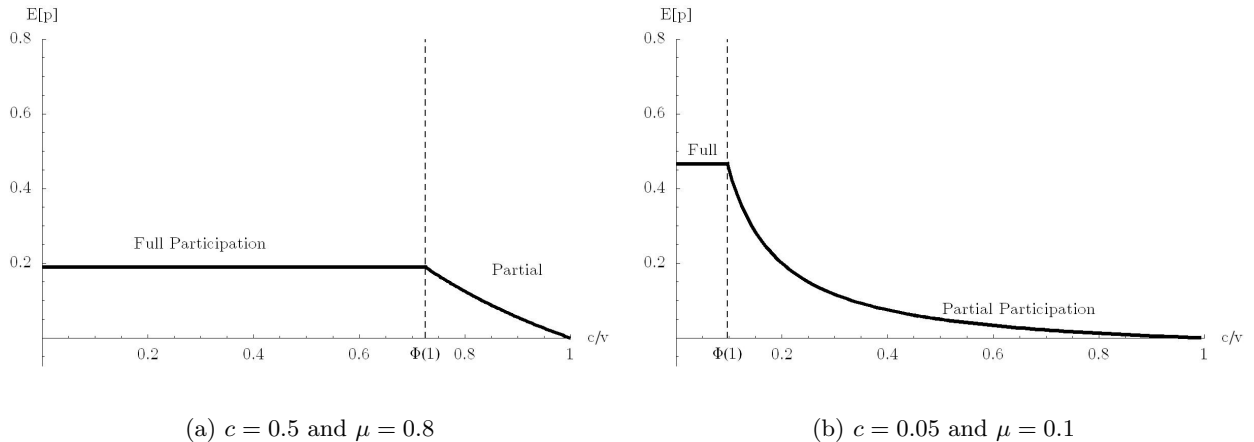 E[p]
0.8
0.6
0.4
0.2
Full Participation
Partial
0.2
0.4
0.6
Φ(1)
0.8
1
c/v
(a) c = 0.5 and μ = 0.8
E[p]
0.8
0.6
0.4
0.2
Full
Partial Participation
Φ(1)
0.2
0.4
0.6
0.8
1
c/v
(b) c = 0.05 and μ = 0.1